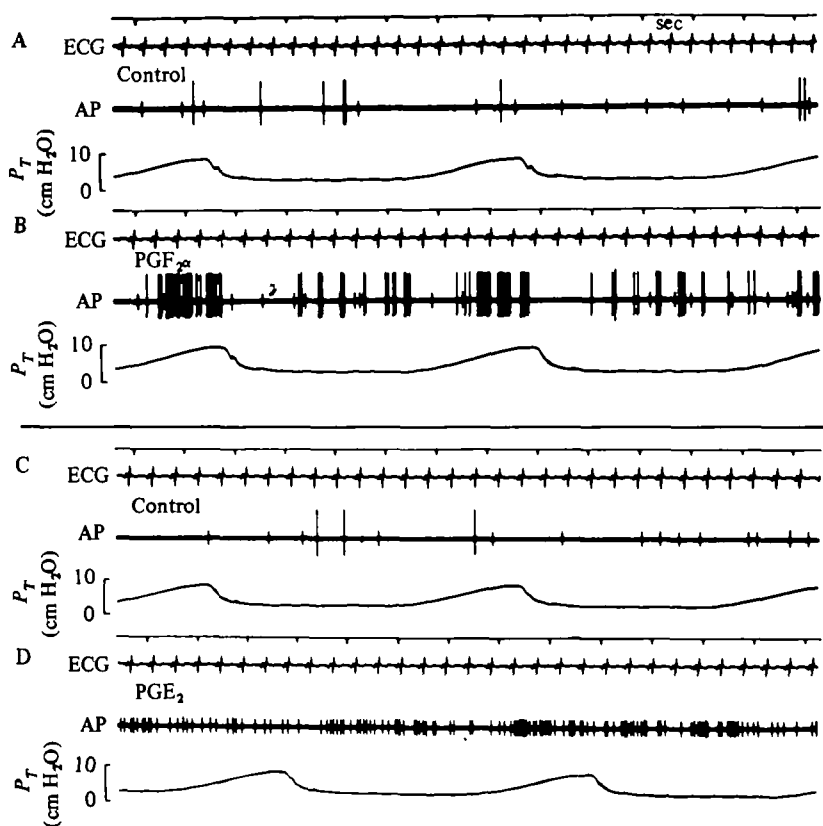 sec
A
ECG
Control
AP
P_T (cm H₂O)
10
0
B
ECG
PGF₂α
AP
P_T (cm H₂O)
10
0
C
ECG
Control
AP
P_T (cm H₂O)
10
0
D
ECG
PGE₂
AP
P_T (cm H₂O)
10
0